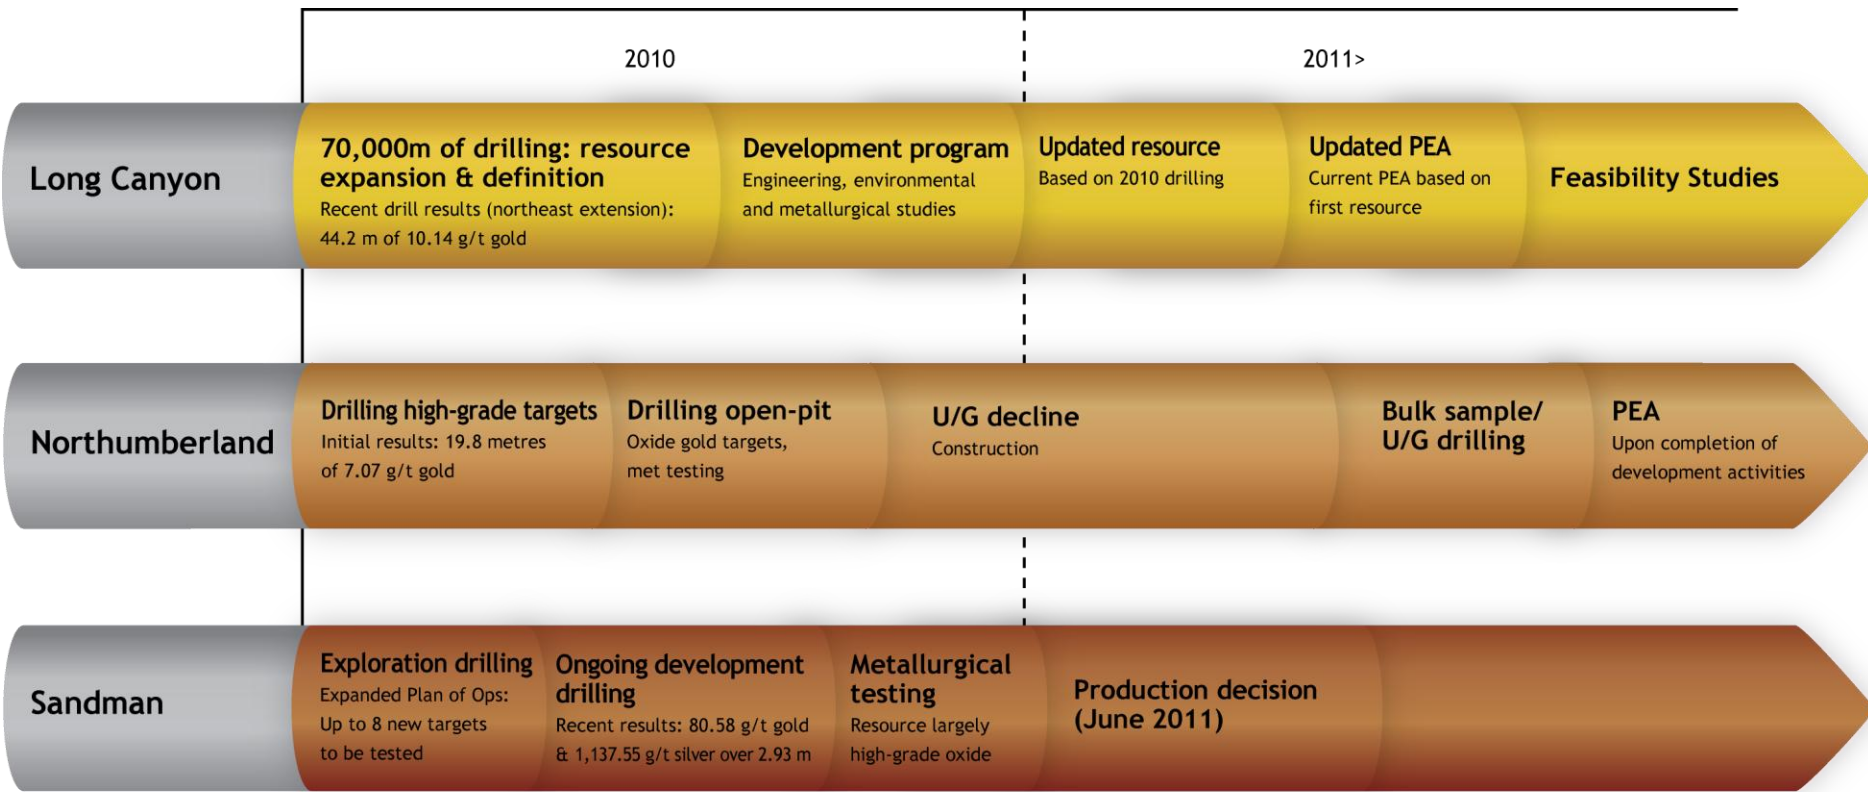 2010
2011>
Long Canyon
70,000m of drilling: resource
expansion & definition
Recent drill results (northeast extension):
44.2 m of 10.14 g/t gold
Development program
Engineering, environmental
and metallurgical studies
Updated resource
Based on 2010 drilling
Updated PEA
Current PEA based on
first resource
Feasibility Studies
Northumberland
Drilling high-grade targets
Initial results: 19.8 metres
of 7.07 g/t gold
Drilling open-pit
Oxide gold targets,
met testing
U/G decline
Construction
Bulk sample/
U/G drilling
PEA
Upon completion of
development activities
Sandman
Exploration drilling
Expanded Plan of Ops:
Up to 8 new targets
to be tested
Ongoing development
drilling
Recent results: 80.58 g/t gold
& 1,137.55 g/t silver over 2.93 m
Metallurgical
testing
Resource largely
high-grade oxide
Production decision
(June 2011)